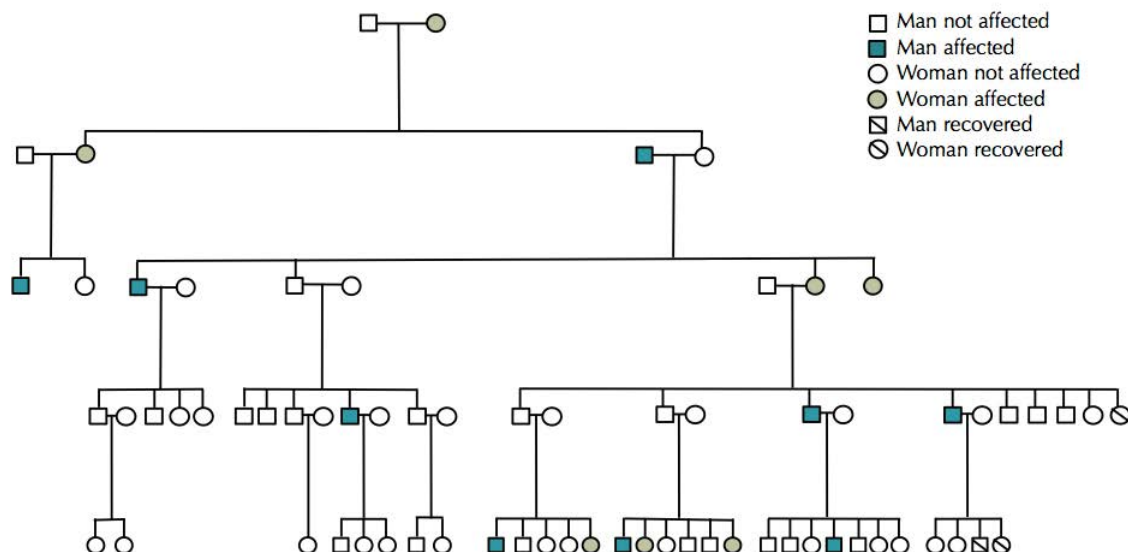 Man not affected
Man affected
Woman not affected
Woman affected
Man recovered
Woman recovered